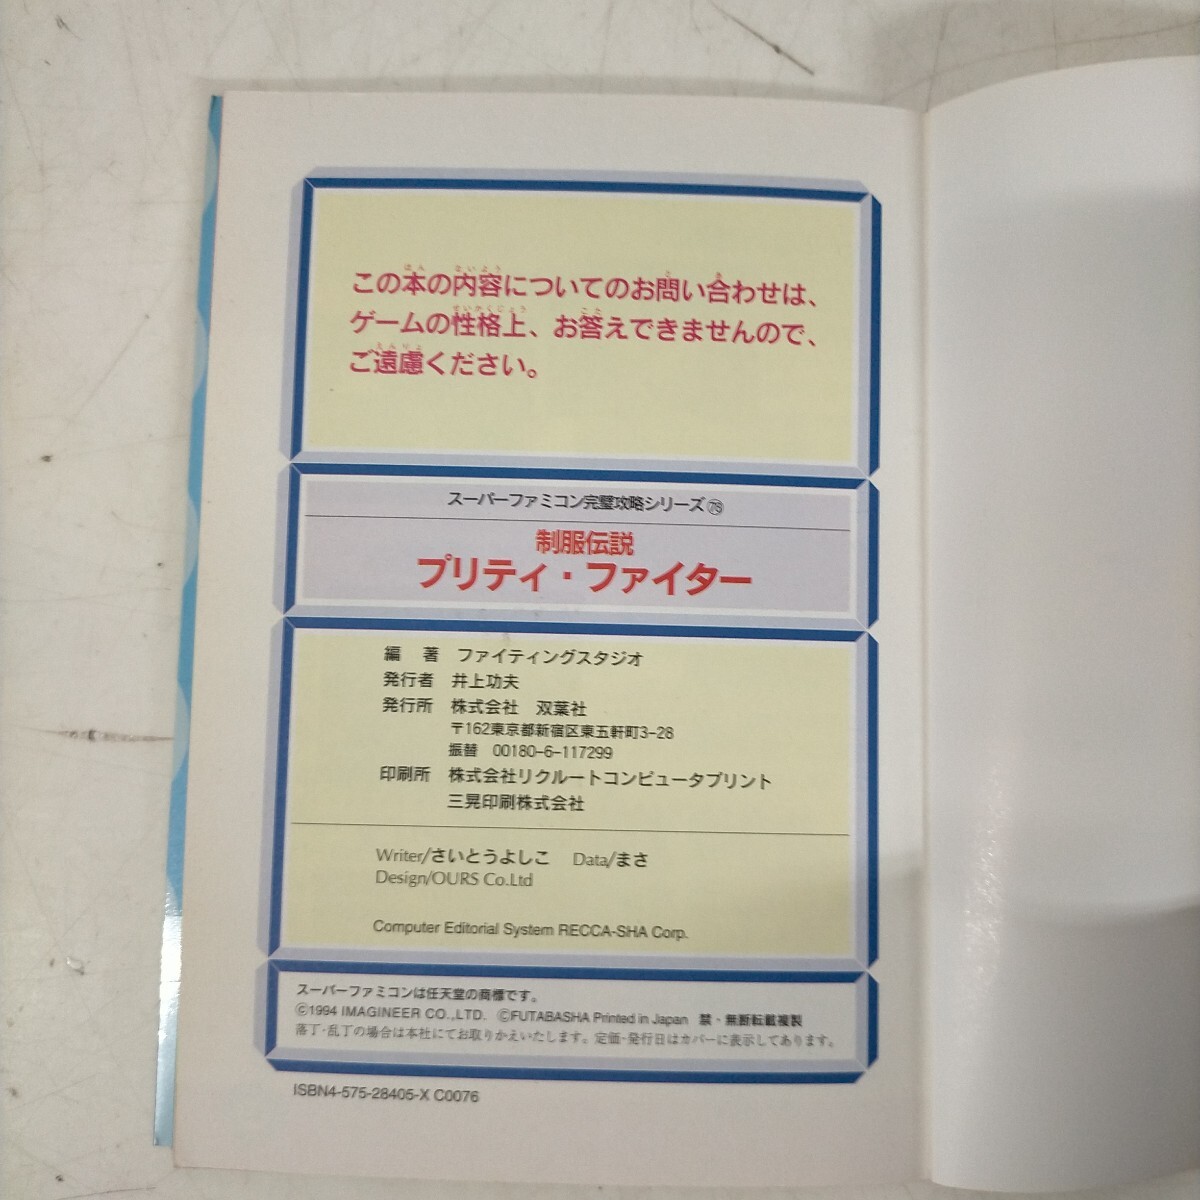 この本の内容についてのお問い合わせは、
ゲームの性格上、お答えできませんので、
ご遠慮ください。
スーパーファミコン完璧攻略シリーズ㊆
制服伝説
プリティ・ファイター
編 著 ファイティングスタジオ
発行者 井上功夫
発行所 株式会社 双葉社
〒162東京都新宿区東五軒町3-28
振替 00180-6-117299
印刷所 株式会社リクルートコンピュータプリント
三晃印刷株式会社
Writer/さいとうよしこ Data/まさ
Design/OURS Co.Ltd
Computer Editorial System RECCA-SHA Corp.
スーパーファミコンは任天堂の商標です。
©1994 IMAGINEER CO.,LTD. ©FUTABASHA Printed in Japan 禁・無断転載複製
落丁・乱丁の場合は本社にてお取りかえいたします。定価・発行日はカバーに表示してあります。
ISBN4-575-28405-X C0076